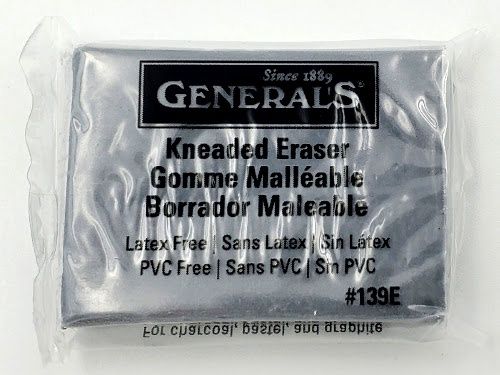 Since 1889
GENERAL'S®
Kneaded Eraser
Gomme Malléable
Borrador Maleable
Latex Free | Sans Latex | Sin Látex
PVC Free | Sans PVC | Sin PVC
#139E
For charcoal, pastel, and graphite